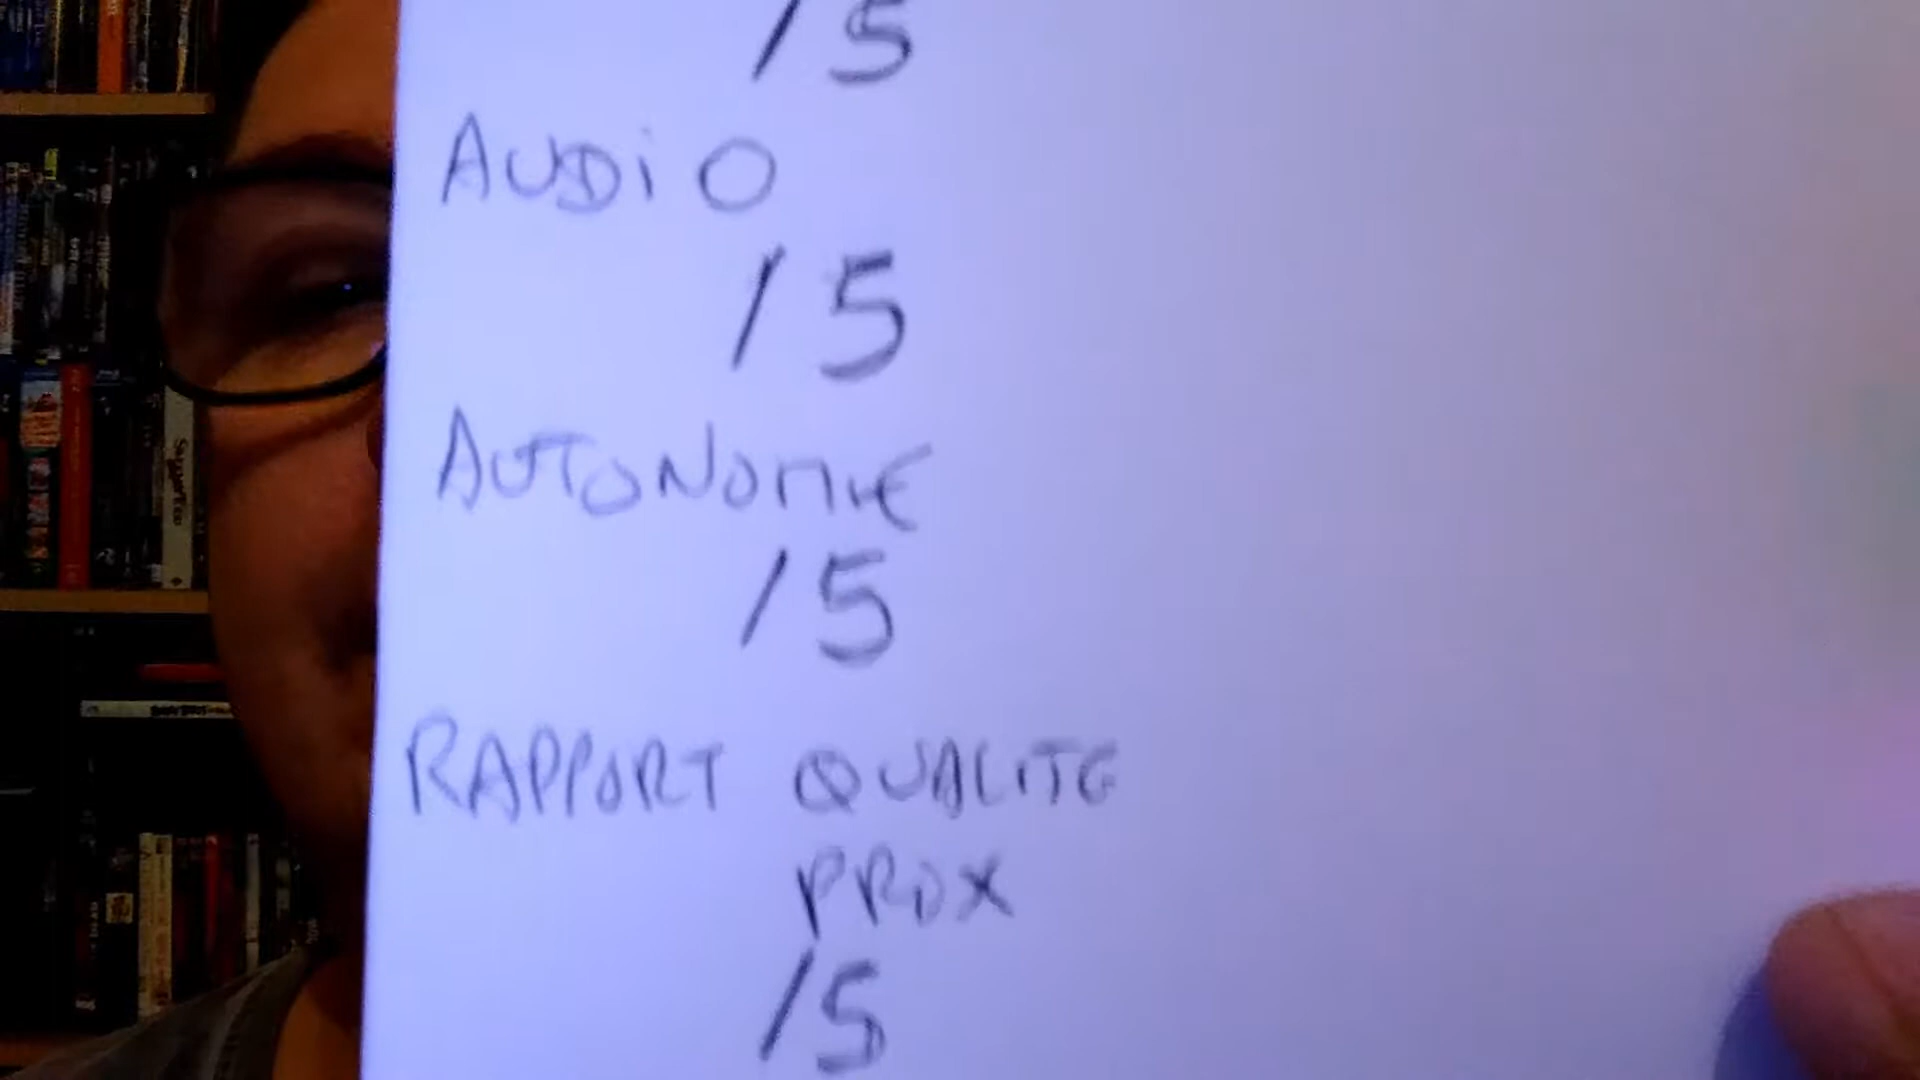 /5
AUDiO
/5
AUTONOMIE
/5
RAPPORT QUALITE
PRIX
/5